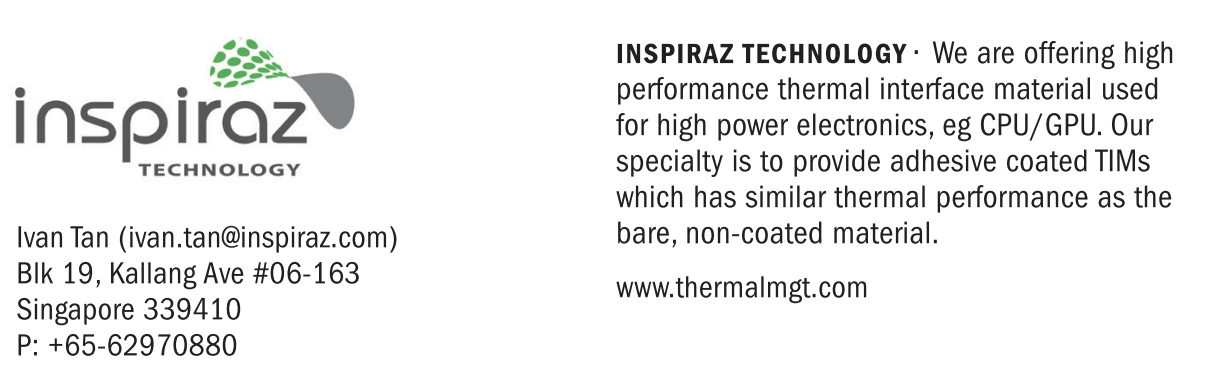 inspiraz
TECHNOLOGY
Ivan Tan (ivan.tan@inspiraz.com)
Blk 19, Kallang Ave #06-163
Singapore 339410
P: +65-62970880
INSPIRAZ TECHNOLOGY · We are offering high
performance thermal interface material used
for high power electronics, eg CPU/GPU. Our
specialty is to provide adhesive coated TIMs
which has similar thermal performance as the
bare, non-coated material.
www.thermalmgt.com